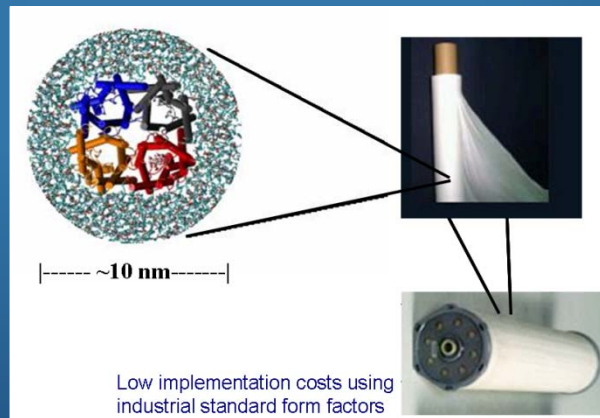 |------ ~10 nm-------|
Low implementation costs using
industrial standard form factors